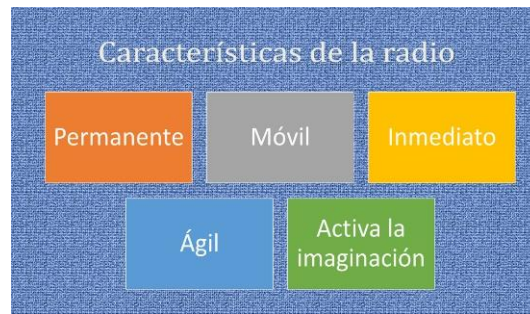 Características de la radio
Permanente
Móvil
Inmediato
Ágil
Activa la
imaginación